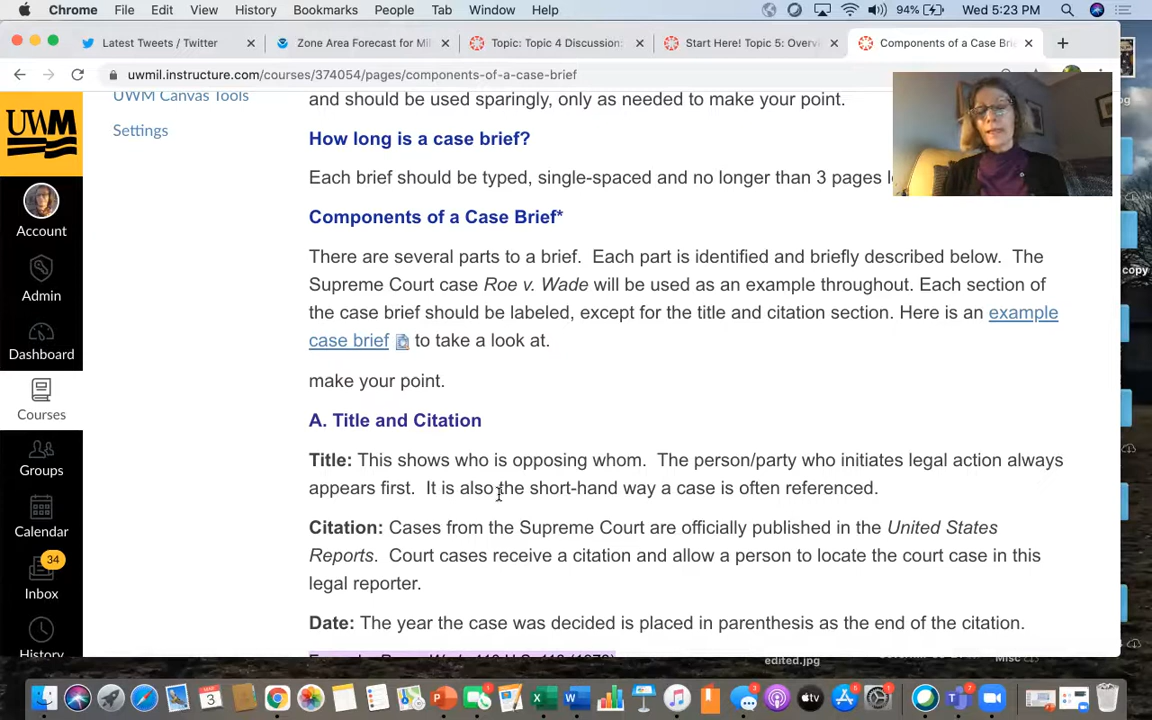 Chrome File Edit View History Bookmarks People Tab Window Help 94% Wed 5:23 PM
Latest Tweets / Twitter Zone Area Forecast for Mil Topic: Topic 4 Discussion: Start Here! Topic 5: Overvi Components of a Case Brie
uwmil.instructure.com/courses/374054/pages/components-of-a-case-brief
UWM Canvas Tools
Settings
UWM
Account
Admin
Dashboard
Courses
Groups
Calendar
34
Inbox
History
and should be used sparingly, only as needed to make your point.
How long is a case brief?
Each brief should be typed, single-spaced and no longer than 3 pages
Components of a Case Brief*
There are several parts to a brief. Each part is identified and briefly described below. The
Supreme Court case Roe v. Wade will be used as an example throughout. Each section of
the case brief should be labeled, except for the title and citation section. Here is an example
case brief to take a look at.
make your point.
A. Title and Citation
Title: This shows who is opposing whom. The person/party who initiates legal action always
appears first. It is also the short-hand way a case is often referenced.
Citation: Cases from the Supreme Court are officially published in the United States
Reports. Court cases receive a citation and allow a person to locate the court case in this
legal reporter.
Date: The year the case was decided is placed in parenthesis as the end of the citation.
copy
edited.jpg
Misc